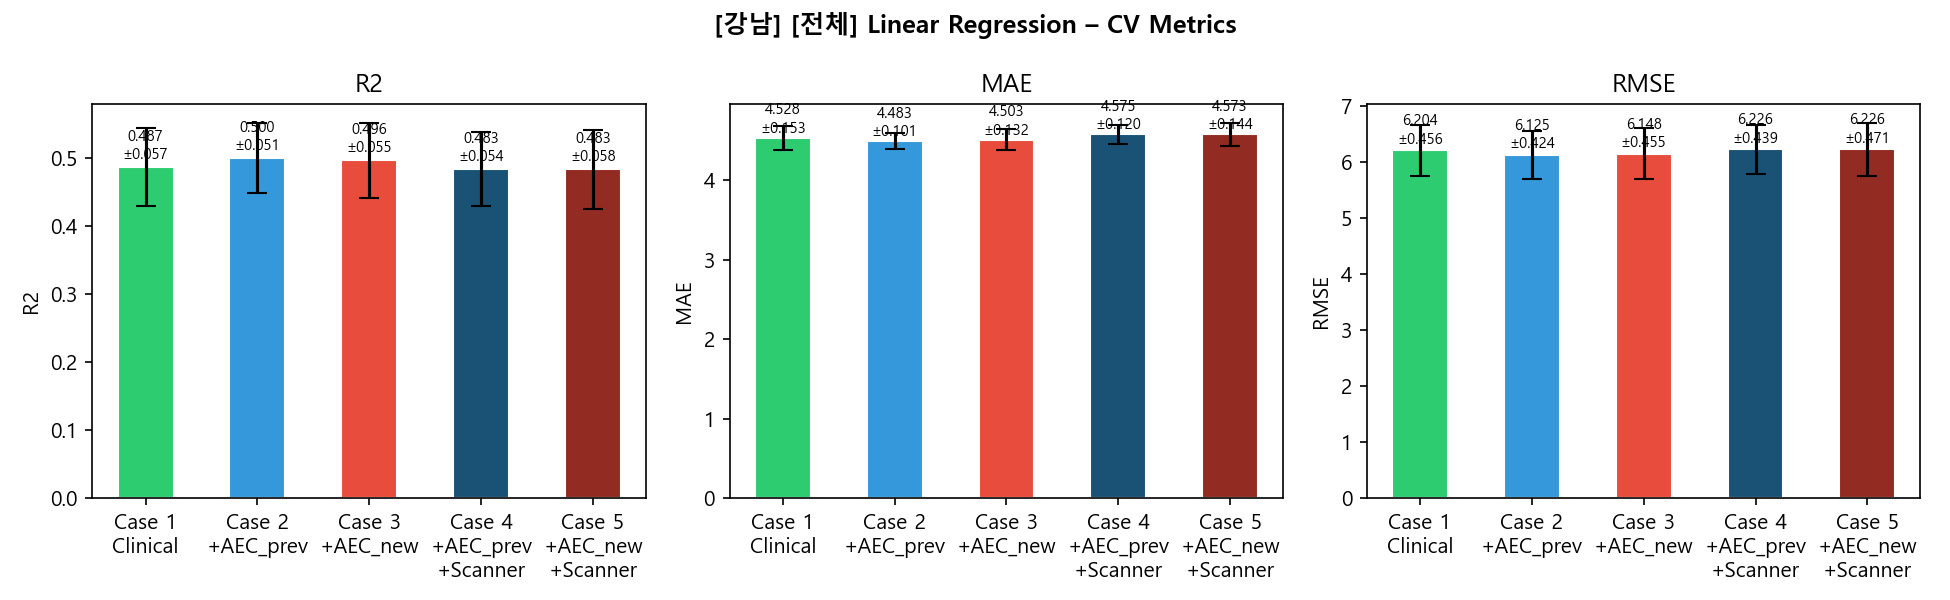 [강남] [전체] Linear Regression – CV Metrics
R2
R2
0.5
0.4
0.3
0.2
0.1
0.0
0.487
±0.057
0.500
±0.051
0.496
±0.055
0.483
±0.054
0.483
±0.058
Case 1
Clinical
Case 2
+AEC_prev
Case 3
+AEC_new
Case 4
+AEC_prev
+Scanner
Case 5
+AEC_new
+Scanner
MAE
MAE
4
3
2
1
0
4.528
±0.153
4.483
±0.101
4.503
±0.132
4.575
±0.120
4.573
±0.144
Case 1
Clinical
Case 2
+AEC_prev
Case 3
+AEC_new
Case 4
+AEC_prev
+Scanner
Case 5
+AEC_new
+Scanner
RMSE
RMSE
7
6
5
4
3
2
1
0
6.204
±0.456
6.125
±0.424
6.148
±0.455
6.226
±0.439
6.226
±0.471
Case 1
Clinical
Case 2
+AEC_prev
Case 3
+AEC_new
Case 4
+AEC_prev
+Scanner
Case 5
+AEC_new
+Scanner